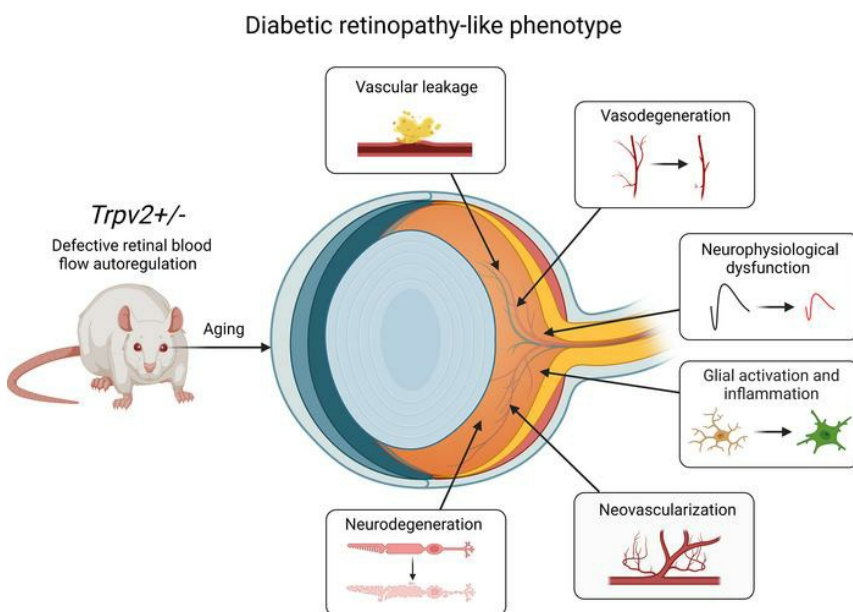 Diabetic retinopathy-like phenotype
Vascular leakage
Vasodegeneration
Trpv2+/-
Defective retinal blood
flow autoregulation
Aging
Neurophysiological
dysfunction
Glial activation and
inflammation
Neurodegeneration
Neovascularization